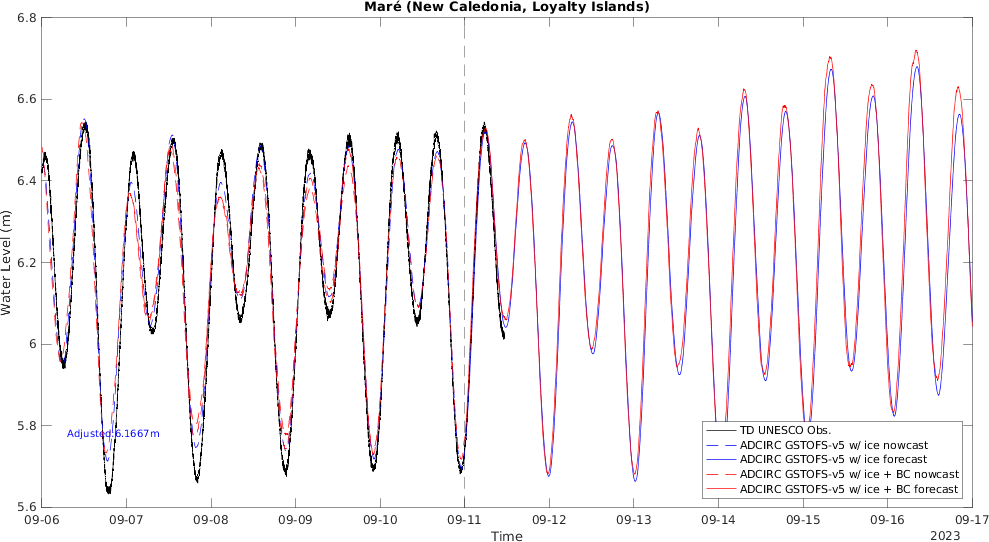 Maré (New Caledonia, Loyalty Islands)
6.8
6.6
6.4
6.2
6
5.8
5.6
Water Level (m)
Adjusted:6.1667m
TD UNESCO Obs.
ADCIRC GSTOFS-v5 w/ ice nowcast
ADCIRC GSTOFS-v5 w/ ice forecast
ADCIRC GSTOFS-v5 w/ ice + BC nowcast
ADCIRC GSTOFS-v5 w/ ice + BC forecast
09-06 09-07 09-08 09-09 09-10 09-11 09-12 09-13 09-14 09-15 09-16 09-17
Time
2023